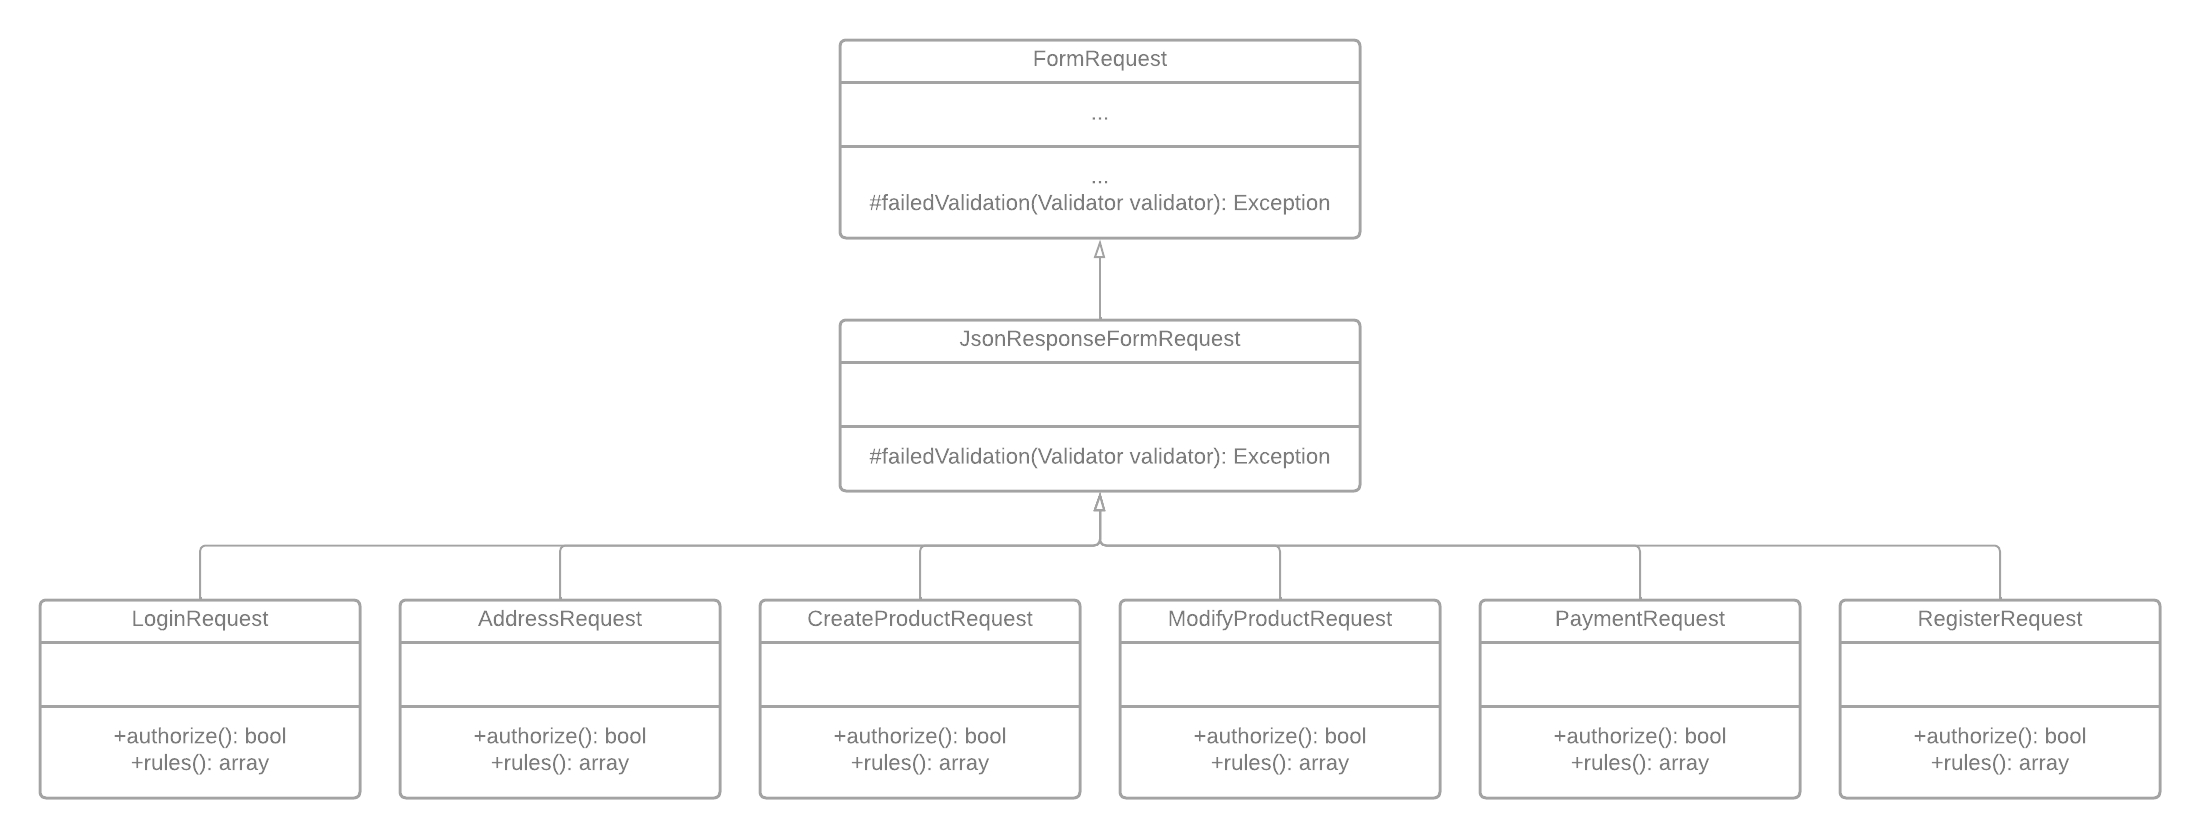 FormRequest
...
...
#failedValidation(Validator validator): Exception
JsonResponseFormRequest
#failedValidation(Validator validator): Exception
LoginRequest
+authorize(): bool
+rules(): array
AddressRequest
+authorize(): bool
+rules(): array
CreateProductRequest
+authorize(): bool
+rules(): array
ModifyProductRequest
+authorize(): bool
+rules(): array
PaymentRequest
+authorize(): bool
+rules(): array
RegisterRequest
+authorize(): bool
+rules(): array